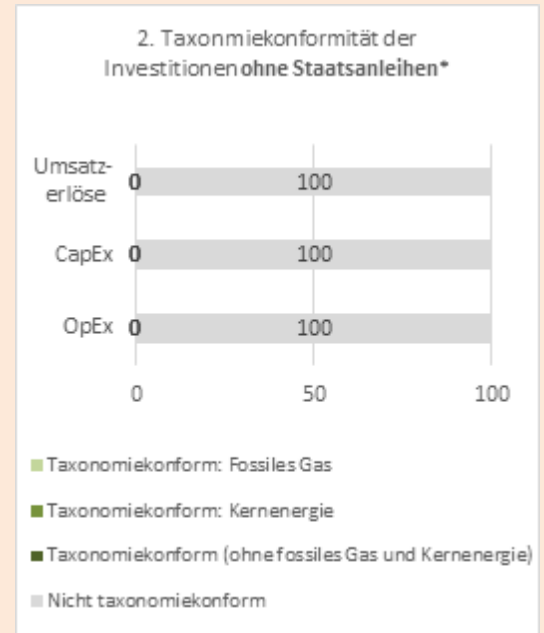 2. Taxonmiekonformität der
Investitionen ohne Staatsanleihen*
Umsatz-
erlöse
0 100
CapEx 0 100
OpEx 0 100
0 50 100
Taxonomiekonform: Fossiles Gas
Taxonomiekonform: Kernenergie
Taxonomiekonform (ohne fossiles Gas und Kernenergie)
Nicht taxonomiekonform